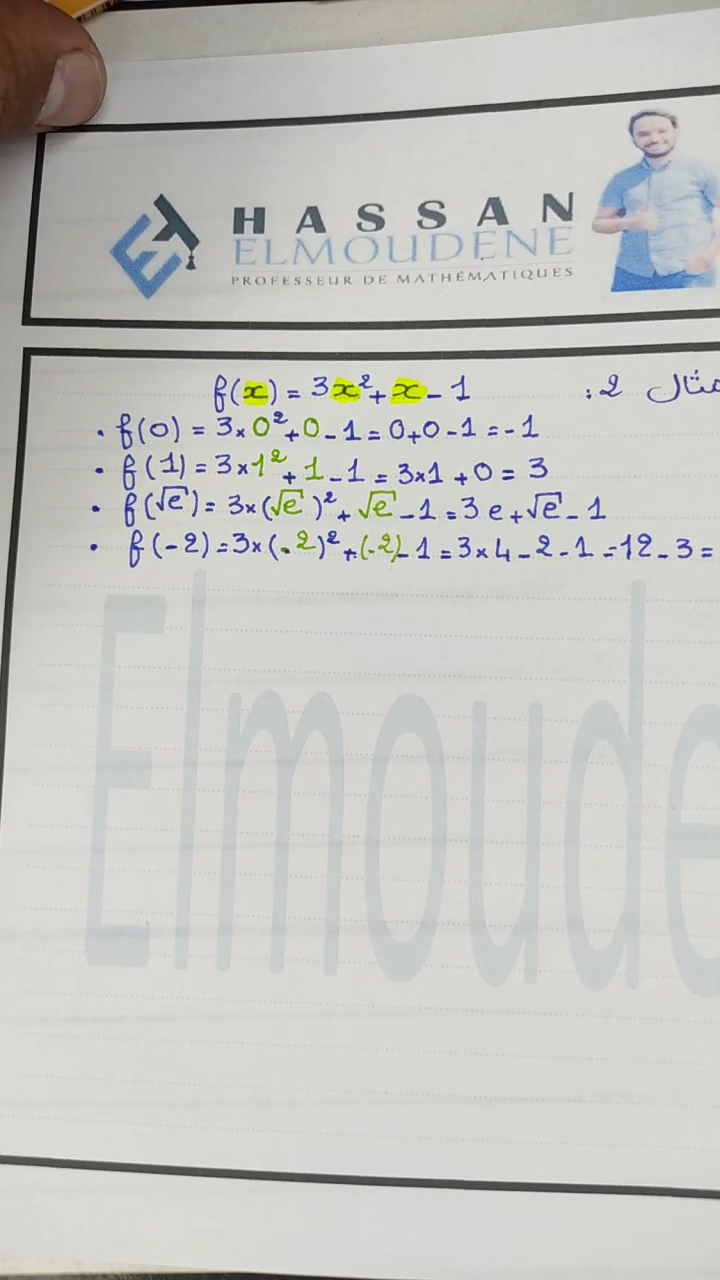 HASSAN
ELMOUDENE
PROFESSEUR DE MATHÉMATIQUES
مثال 2 :
f(x) = 3x² + x - 1
• f(0) = 3×0² + 0 - 1 = 0 + 0 - 1 = -1
• f(1) = 3×1² + 1 - 1 = 3×1 + 0 = 3
• f(√e) = 3×(√e)² + √e - 1 = 3e + √e - 1
• f(-2) = 3×(-2)² + (-2) - 1 = 3×4 - 2 - 1 = 12 - 3 =
Elmoude